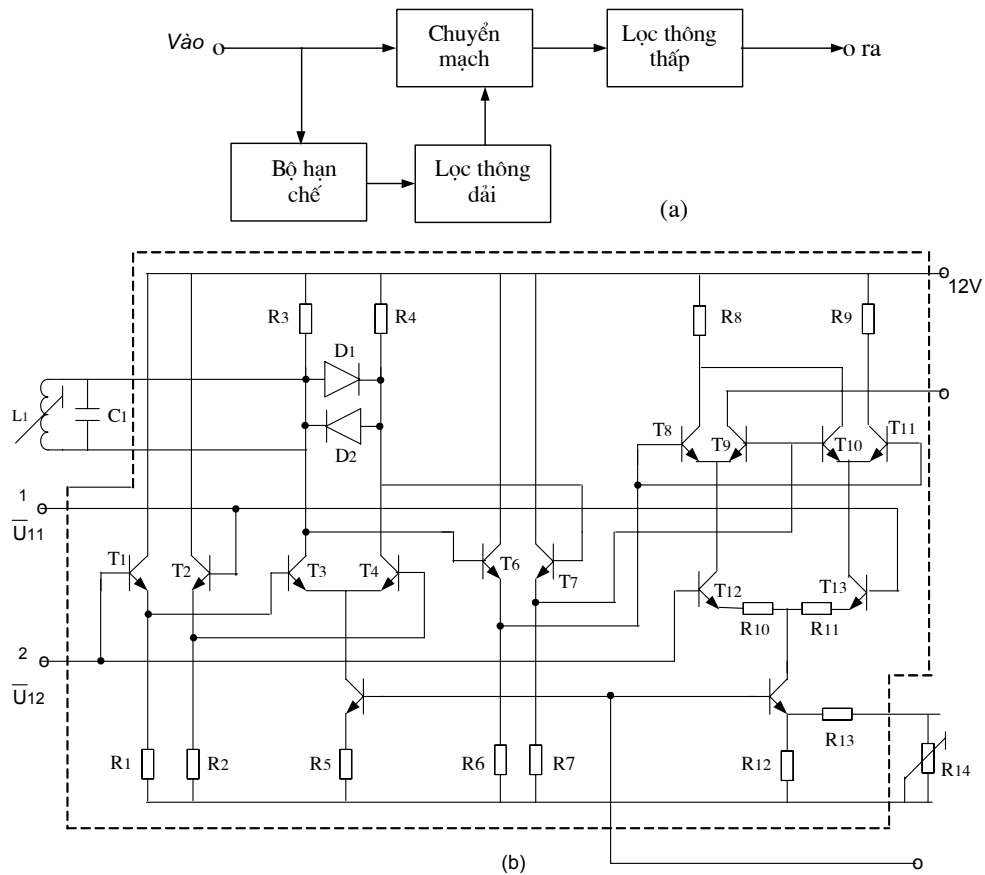 Vào o
Chuyển
mạch
Lọc thông
thấp
o ra
Bộ hạn
chế
Lọc thông
dải
(a)
12V
R3
R4
R8
R9
D1
L1
C1
D2
T8
T9
T10
T11
1
U11
T1
T2
T3
T4
T6
T7
T12
T13
R10
R11
2
U12
R13
R1
R2
R5
R6
R7
R12
R14
(b)